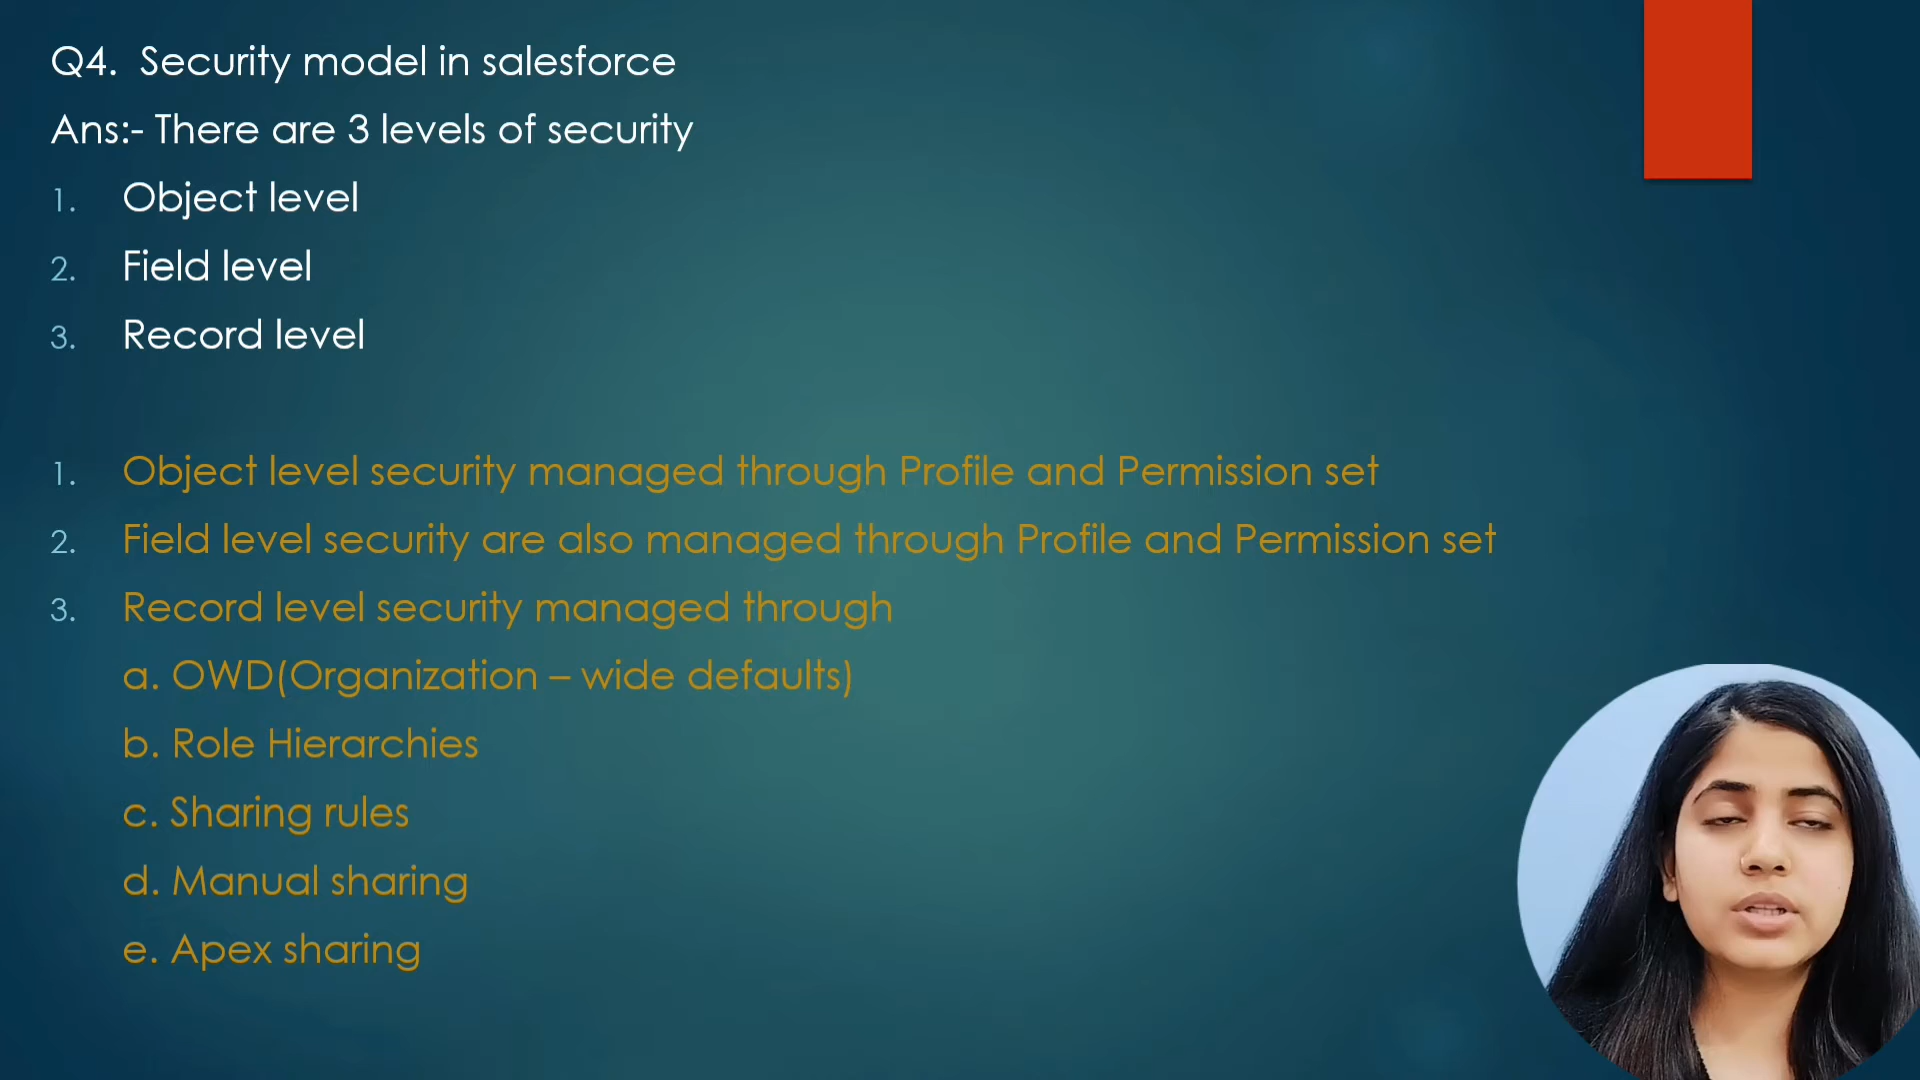 Q4. Security model in salesforce
Ans:- There are 3 levels of security
1. Object level
2. Field level
3. Record level
1. Object level security managed through Profile and Permission set
2. Field level security are also managed through Profile and Permission set
3. Record level security managed through
a. OWD(Organization – wide defaults)
b. Role Hierarchies
c. Sharing rules
d. Manual sharing
e. Apex sharing